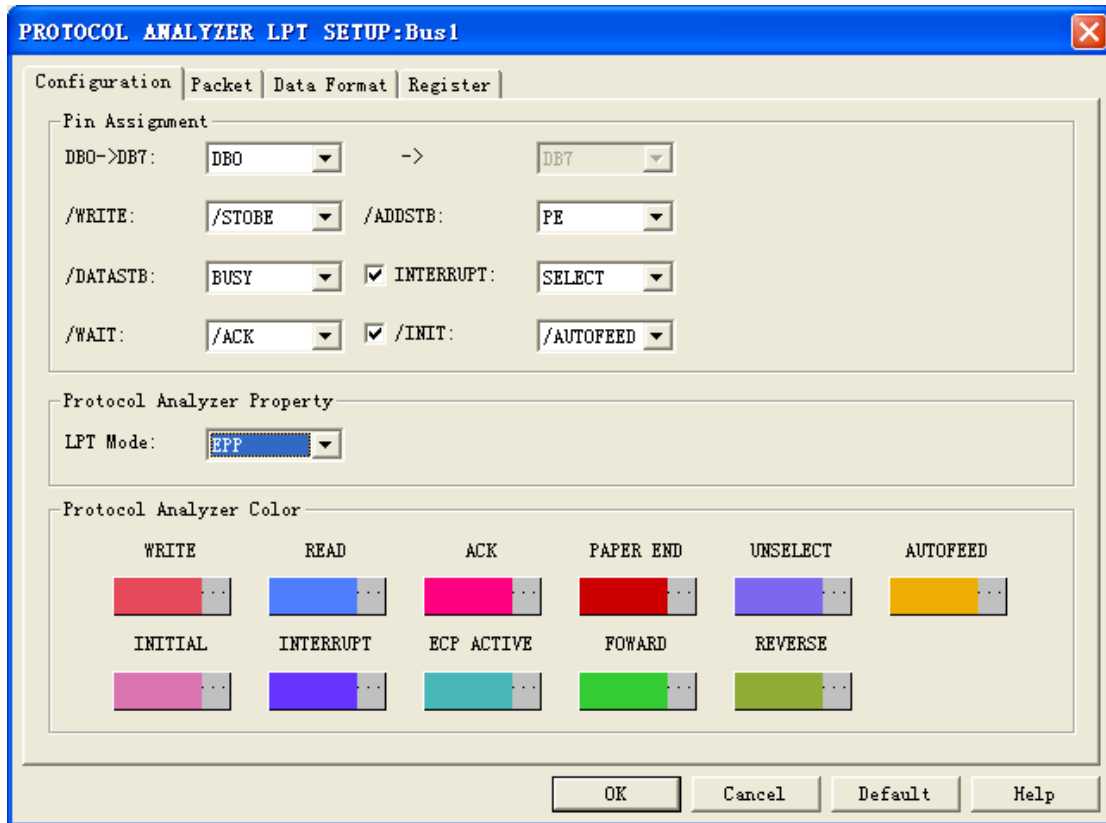 PROTOCOL ANALYZER LPT SETUP:Bus1
Configuration Packet Data Format Register
Pin Assignment
DB0->DB7: DB0 -> DB7
/WRITE: /STOBE /ADDSTB: PE
/DATASTB: BUSY INTERRUPT: SELECT
/WAIT: /ACK /INIT: /AUTOFEED
Protocol Analyzer Property
LPT Mode: EPP
Protocol Analyzer Color
WRITE READ ACK PAPER END UNSELECT AUTOFEED
... ... ... ... ... ...
INITIAL INTERRUPT ECP ACTIVE FOWARD REVERSE
... ... ... ... ...
OK Cancel Default Help